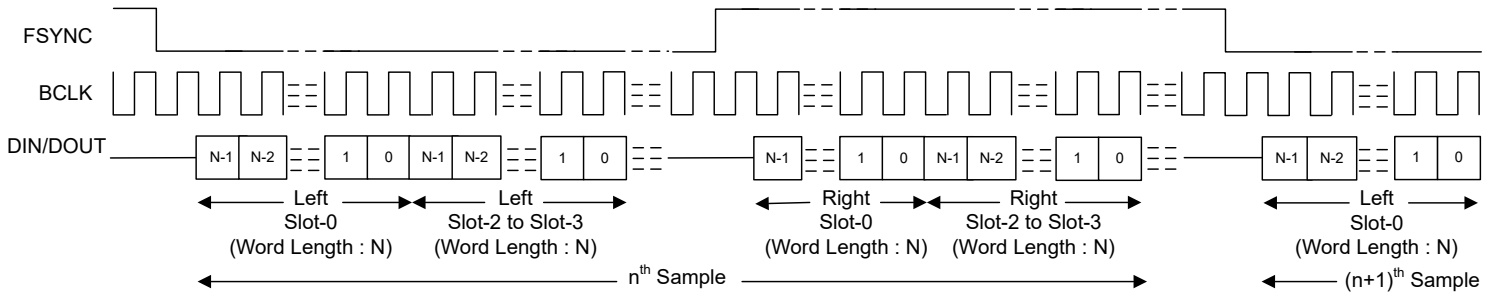 FSYNC
BCLK
DIN/DOUT
N-1 N-2 1 0 N-1 N-2 1 0 N-1 1 0 N-1 N-2 1 0 N-1 N-2 1 0
Left Left Right Right Left
Slot-0 Slot-2 to Slot-3 Slot-0 Slot-2 to Slot-3 Slot-0
(Word Length : N) (Word Length : N) (Word Length : N) (Word Length : N) (Word Length : N)
nth Sample (n+1)th Sample